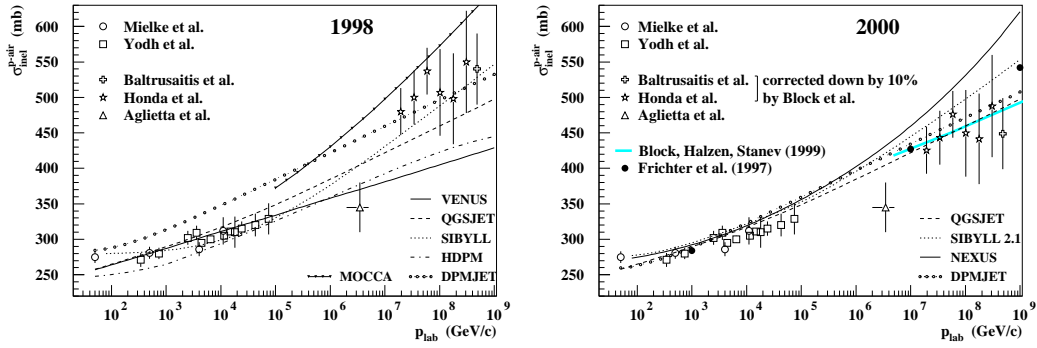 σ inel p-air (mb)
600
550
500
450
400
350
300
250
1998
Mielke et al.
Yodh et al.
Baltrusaitis et al.
Honda et al.
Aglietta et al.
VENUS
QGSJET
SIBYLL
HDPM
MOCCA
DPMJET
10^2 10^3 10^4 10^5 10^6 10^7 10^8 10^9
p_lab (GeV/c)
σ inel p-air (mb)
600
550
500
450
400
350
300
250
2000
Mielke et al.
Yodh et al.
Baltrusaitis et al.
Honda et al.
corrected down by 10%
by Block et al.
Aglietta et al.
Block, Halzen, Stanev (1999)
Frichter et al. (1997)
QGSJET
SIBYLL 2.1
NEXUS
DPMJET
10^2 10^3 10^4 10^5 10^6 10^7 10^8 10^9
p_lab (GeV/c)